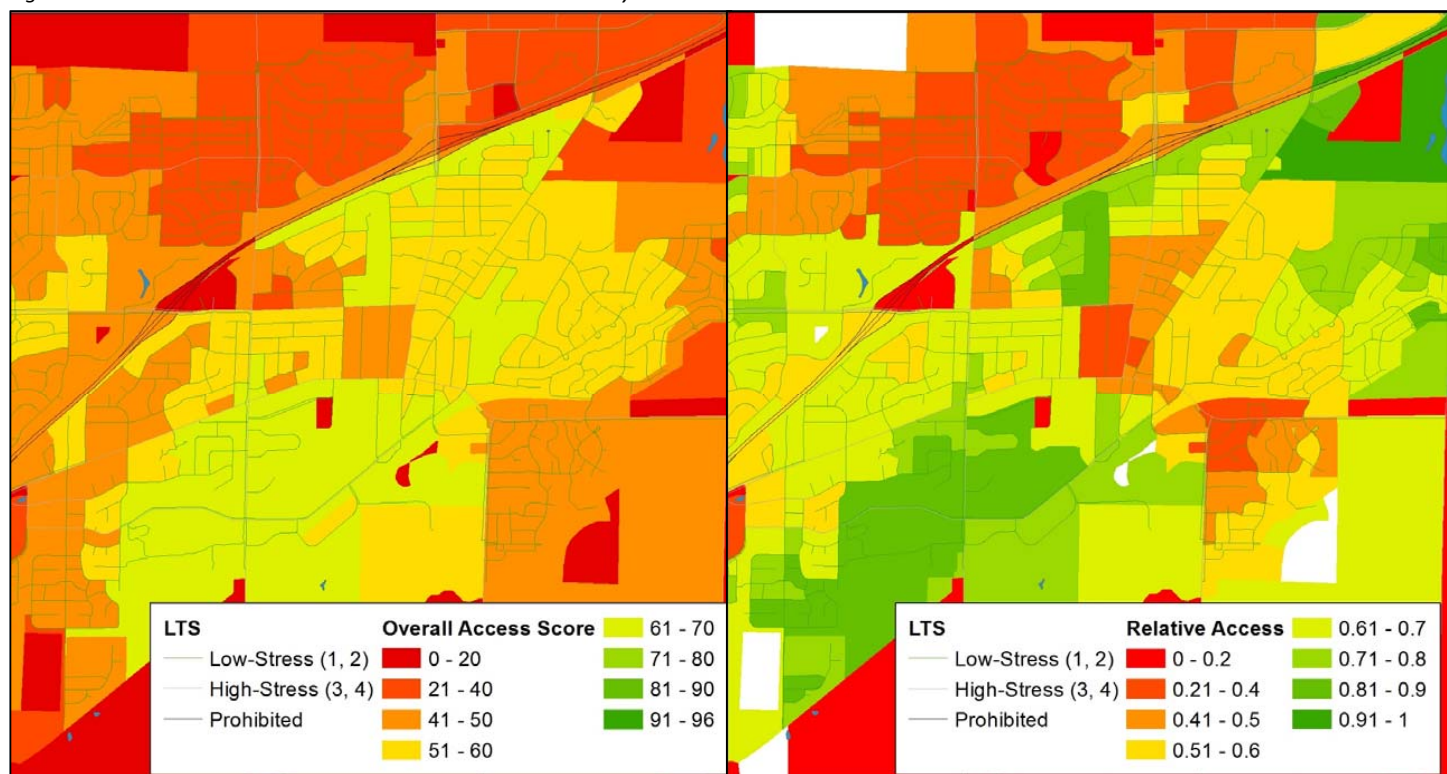 LTS
Low-Stress (1, 2)
High-Stress (3, 4)
Prohibited
Overall Access Score
0 - 20
21 - 40
41 - 50
51 - 60
61 - 70
71 - 80
81 - 90
91 - 96
LTS
Low-Stress (1, 2)
High-Stress (3, 4)
Prohibited
Relative Access
0 - 0.2
0.21 - 0.4
0.41 - 0.5
0.51 - 0.6
0.61 - 0.7
0.71 - 0.8
0.81 - 0.9
0.91 - 1